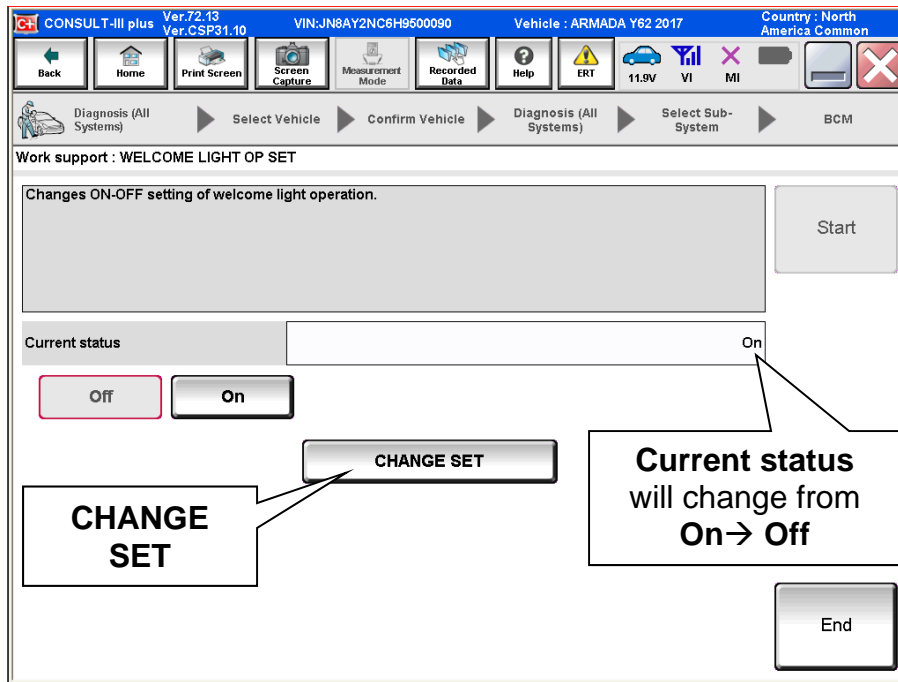 C+ CONSULT-III plus Ver.72.13 VIN:JN8AY2NC6H9500090 Vehicle : ARMADA Y62 2017 Country : North
Ver.CSP31.10 America Common
Back Home Print Screen Screen Capture Measurement Mode Recorded Data Help ERT 11.9V VI MI
Diagnosis (All Systems) Select Vehicle Confirm Vehicle Diagnosis (All Systems) Select Sub-System BCM
Work support : WELCOME LIGHT OP SET
Changes ON-OFF setting of welcome light operation.
Start
Current status On
Off On
CHANGE SET
Current status
will change from
On→ Off
CHANGE
SET
End